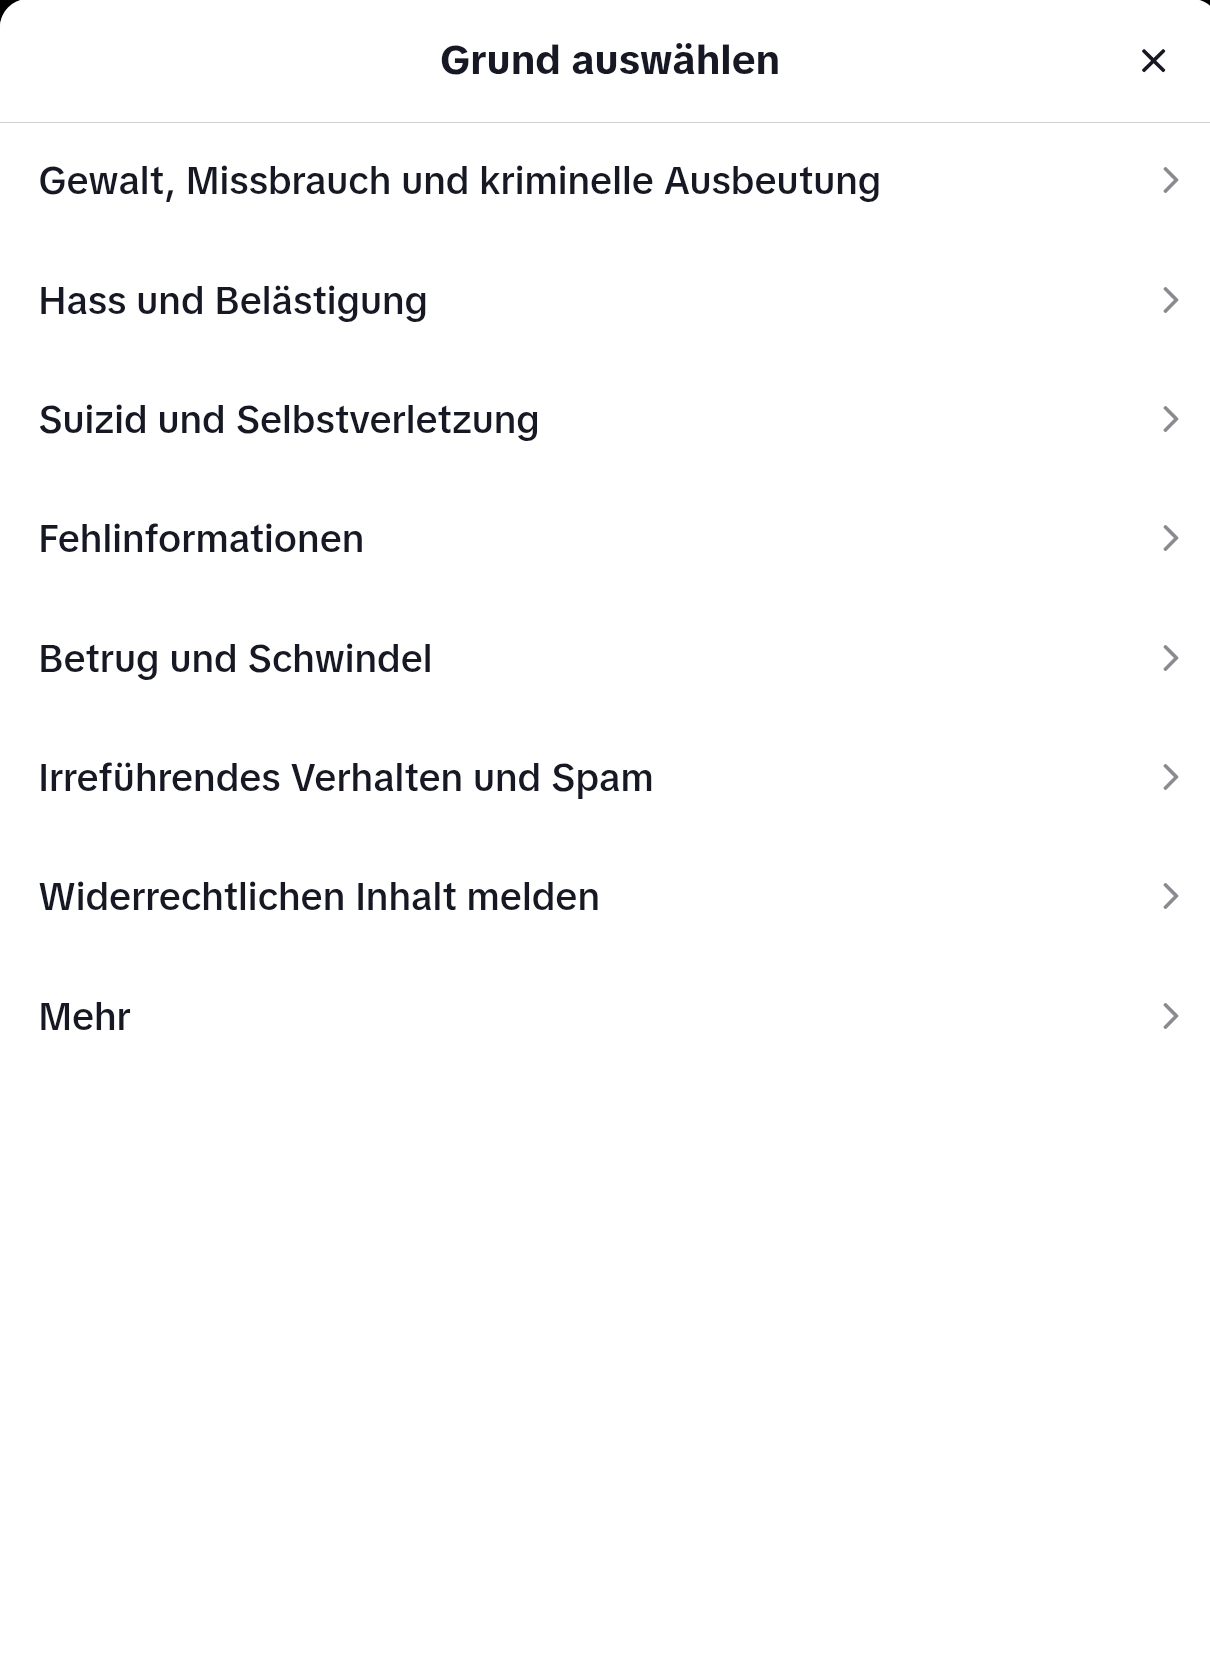 Grund auswählen
Gewalt, Missbrauch und kriminelle Ausbeutung
Hass und Belästigung
Suizid und Selbstverletzung
Fehlinformationen
Betrug und Schwindel
Irreführendes Verhalten und Spam
Widerrechtlichen Inhalt melden
Mehr